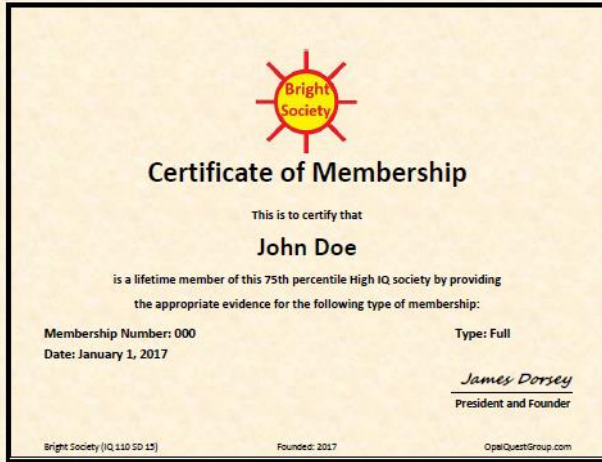 Bright
Society
Certificate of Membership
This is to certify that
John Doe
is a lifetime member of this 75th percentile High IQ society by providing
the appropriate evidence for the following type of membership:
Membership Number: 000
Type: Full
Date: January 1, 2017
James Dorsey
President and Founder
Bright Society (IQ 110 SD 15)
Founded: 2017
OpalQuestGroup.com